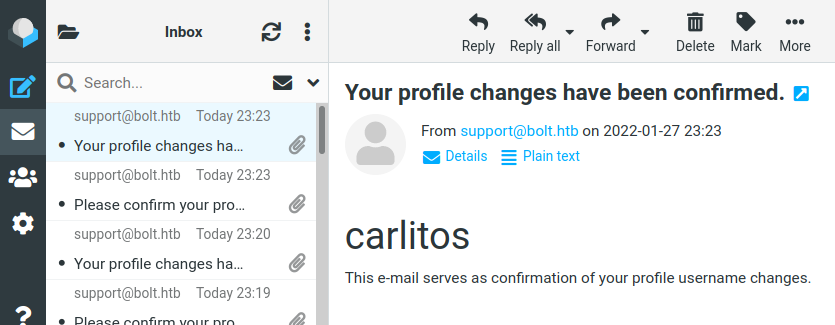 Inbox
Search...
support@bolt.htb Today 23:23
Your profile changes ha...
support@bolt.htb Today 23:23
Please confirm your pro...
support@bolt.htb Today 23:20
Your profile changes ha...
support@bolt.htb Today 23:19
Please confirm your pro...
Reply Reply all Forward Delete Mark More
Your profile changes have been confirmed.
From support@bolt.htb on 2022-01-27 23:23
Details Plain text
carlitos
This e-mail serves as confirmation of your profile username changes.